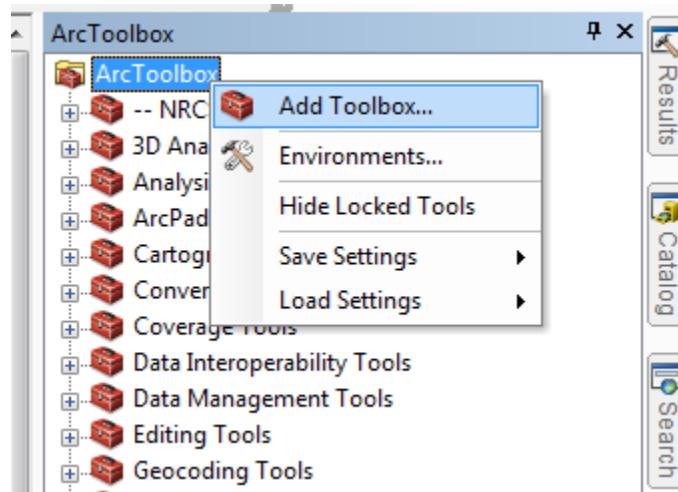 ArcToolbox
ArcToolbox
-- NRC
Add Toolbox...
3D Ana
Environments...
Analysi
Hide Locked Tools
ArcPad
Cartogr
Save Settings
Conver
Load Settings
Coverage Tools
Data Interoperability Tools
Data Management Tools
Editing Tools
Geocoding Tools
Results
Catalog
Search